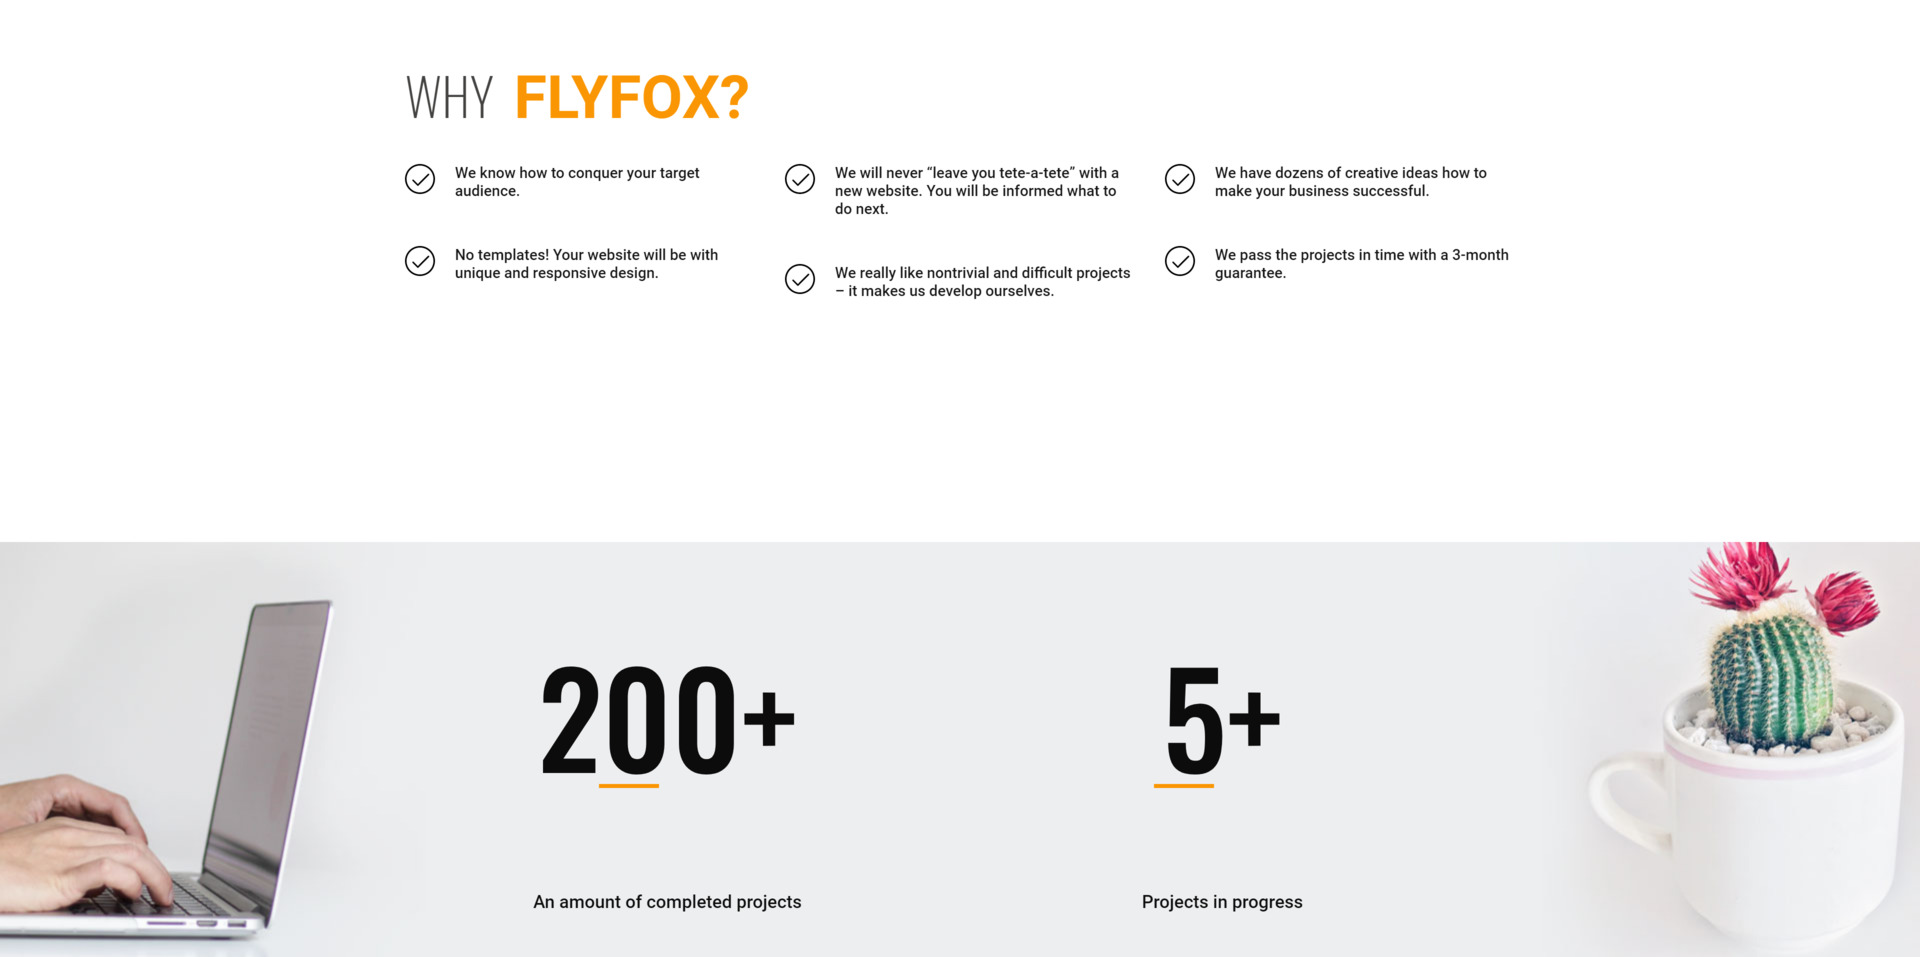 WHY FLYFOX?
We know how to conquer your target
audience.
No templates! Your website will be with
unique and responsive design.
We will never “leave you tete-a-tete” with a
new website. You will be informed what to
do next.
We really like nontrivial and difficult projects
– it makes us develop ourselves.
We have dozens of creative ideas how to
make your business successful.
We pass the projects in time with a 3-month
guarantee.
200+
An amount of completed projects
5+
Projects in progress